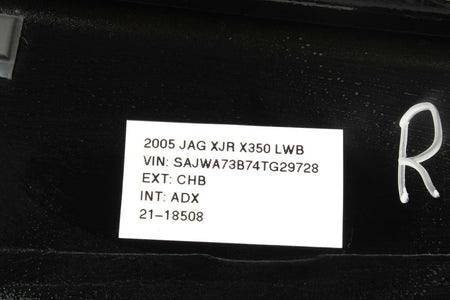 2005 JAG XJR X350 LWB
VIN: SAJWA73B74TG29728
EXT: CHB
INT: ADX
21-18508
R